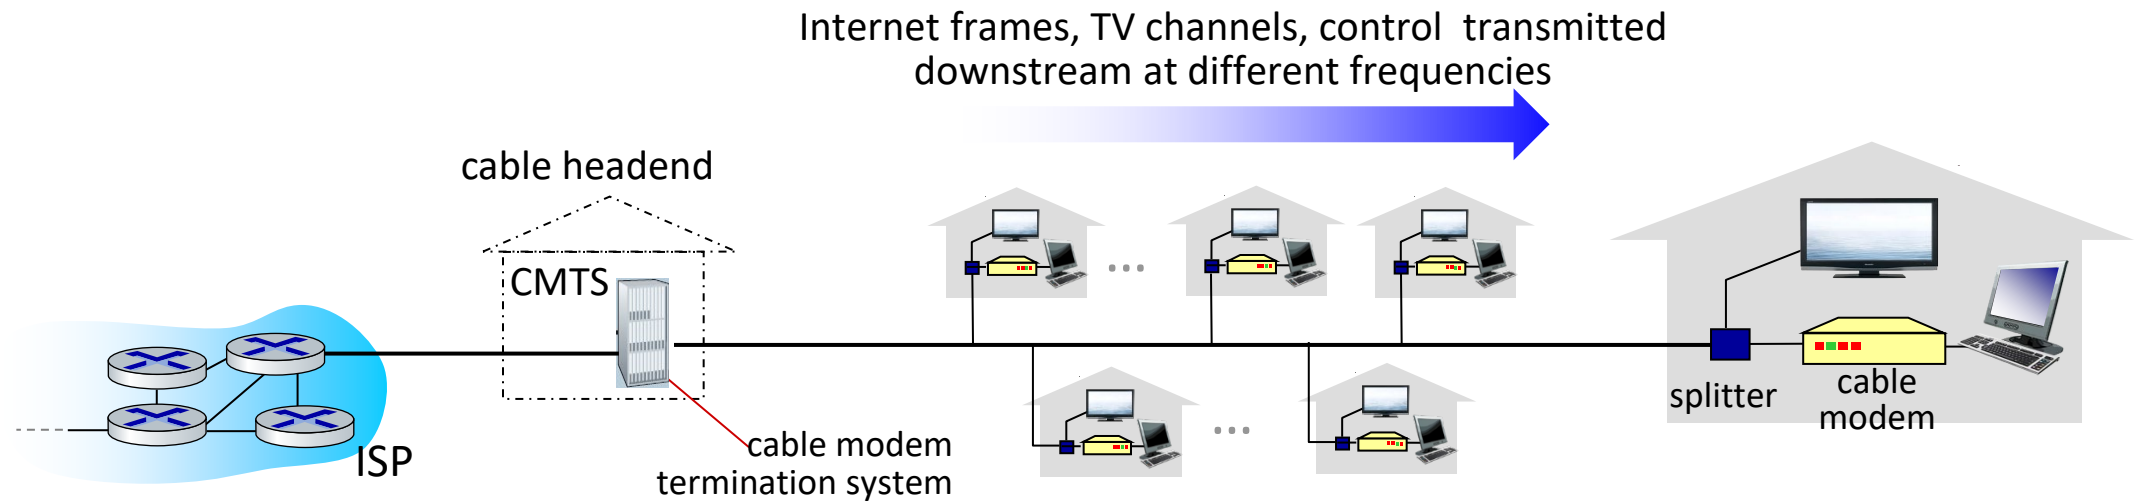 Internet frames, TV channels, control  transmitted
downstream at different frequencies
cable headend
CMTS
ISP
cable modem
termination system
splitter
cable
modem